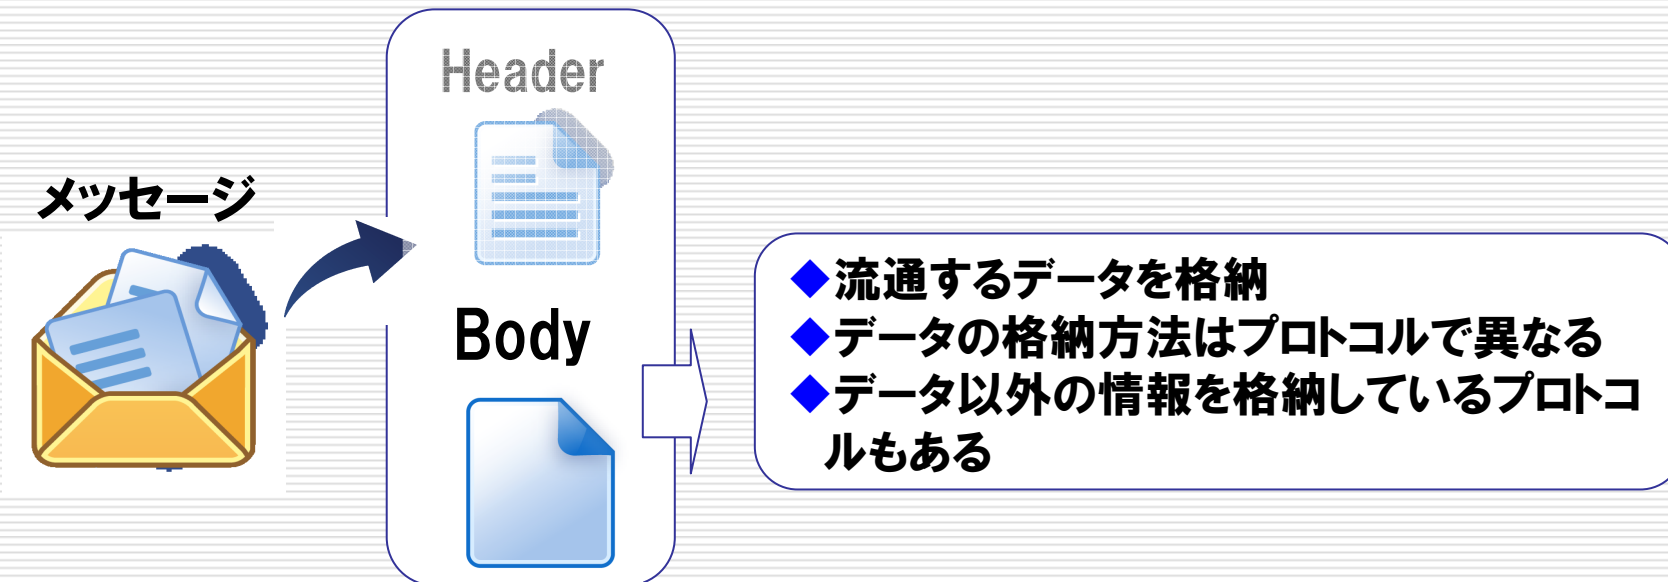 メッセージ
Header
Body
◆流通するデータを格納
◆データの格納方法はプロトコルで異なる
◆データ以外の情報を格納しているプロトコ
ルもある